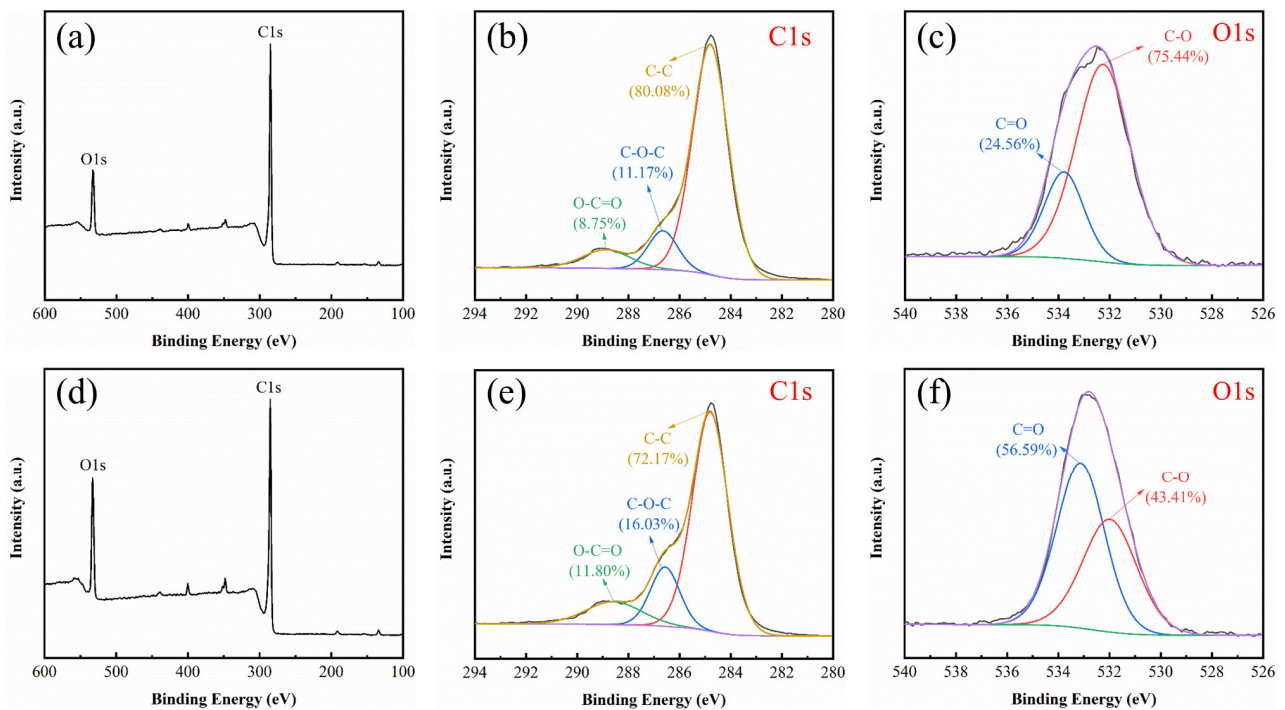 (a)
C1s
O1s
Intensity (a.u.)
600 500 400 300 200 100
Binding Energy (eV)
(b)
C1s
C-C
(80.08%)
C-O-C
(11.17%)
O-C=O
(8.75%)
Intensity (a.u.)
294 292 290 288 286 284 282 280
Binding Energy (eV)
(c)
O1s
C-O
(75.44%)
C=O
(24.56%)
Intensity (a.u.)
540 538 536 534 532 530 528 526
Binding Energy (eV)
(d)
C1s
O1s
Intensity (a.u.)
600 500 400 300 200 100
Binding Energy (eV)
(e)
C1s
C-C
(72.17%)
C-O-C
(16.03%)
O-C=O
(11.80%)
Intensity (a.u.)
294 292 290 288 286 284 282 280
Binding Energy (eV)
(f)
O1s
C=O
(56.59%)
C-O
(43.41%)
Intensity (a.u.)
540 538 536 534 532 530 528 526
Binding Energy (eV)